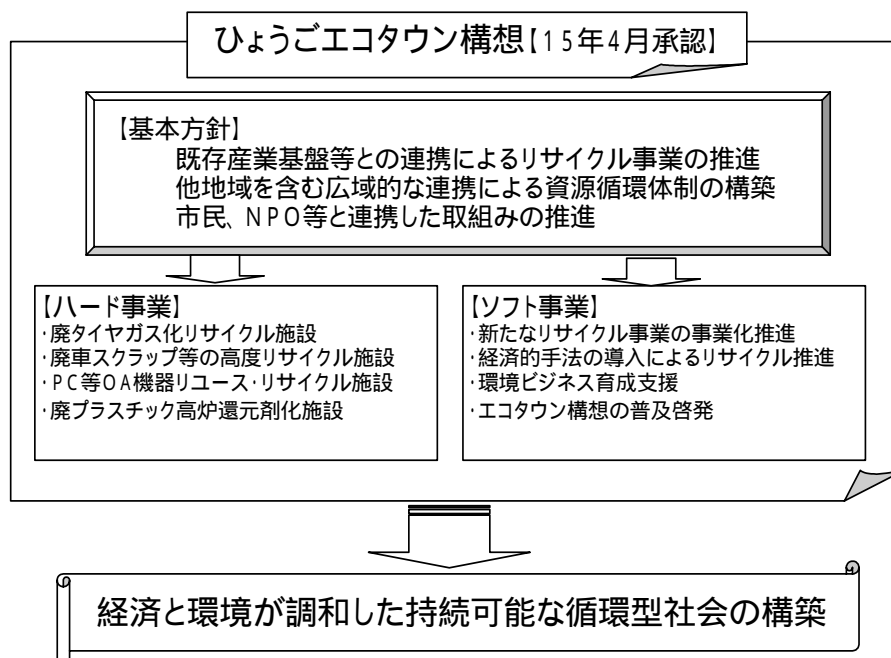 ひょうごエコタウン構想【15年4月承認】
【基本方針】
既存産業基盤等との連携によるリサイクル事業の推進
他地域を含む広域的な連携による資源循環体制の構築
市民、NPO等と連携した取組みの推進
【ハード事業】
・廃タイヤガス化リサイクル施設
・廃車スクラップ等の高度リサイクル施設
・PC等OA機器リユース・リサイクル施設
・廃プラスチック高炉還元剤化施設
【ソフト事業】
・新たなリサイクル事業の事業化推進
・経済的手法の導入によるリサイクル推進
・環境ビジネス育成支援
・エコタウン構想の普及啓発
経済と環境が調和した持続可能な循環型社会の構築